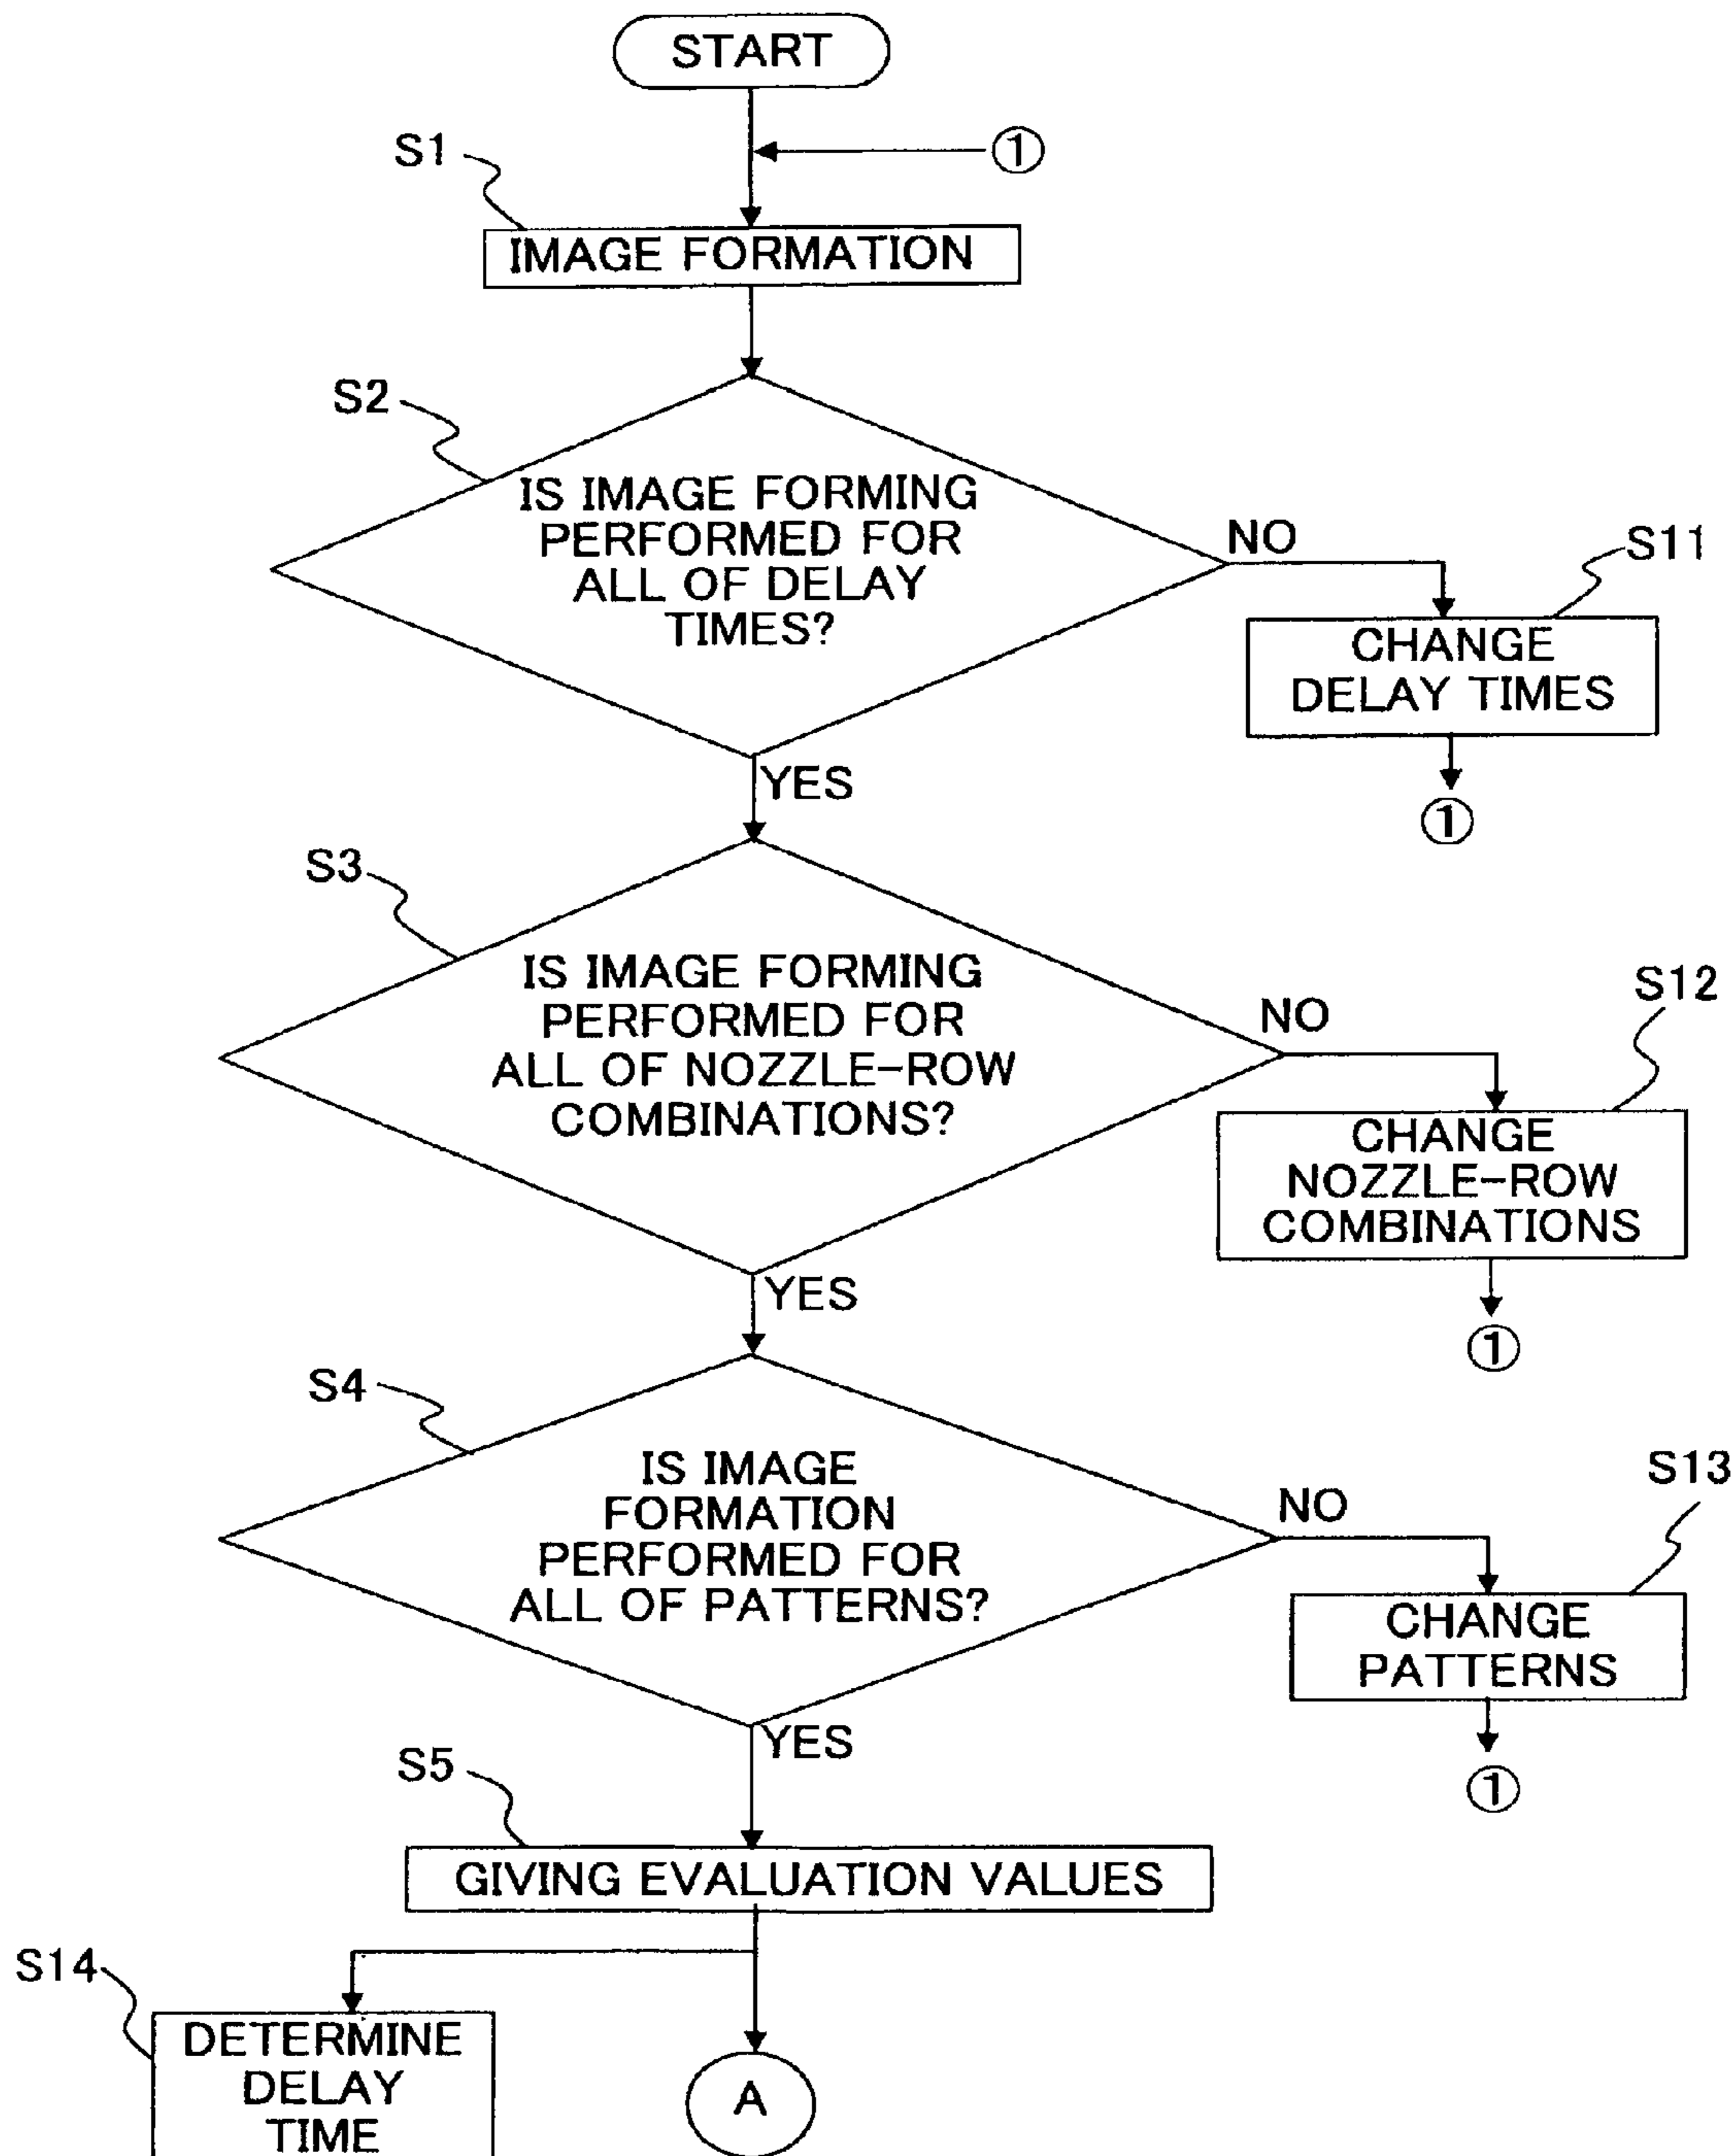 START
①
S1
IMAGE FORMATION
S2
IS IMAGE FORMING
PERFORMED FOR
ALL OF DELAY
TIMES?
NO
S11
CHANGE
DELAY TIMES
①
YES
S3
IS IMAGE FORMING
PERFORMED FOR
ALL OF NOZZLE-ROW
COMBINATIONS?
NO
S12
CHANGE
NOZZLE-ROW
COMBINATIONS
①
YES
S4
IS IMAGE
FORMATION
PERFORMED FOR
ALL OF PATTERNS?
NO
S13
CHANGE
PATTERNS
①
YES
S5
GIVING EVALUATION VALUES
S14
DETERMINE
DELAY
TIME
A